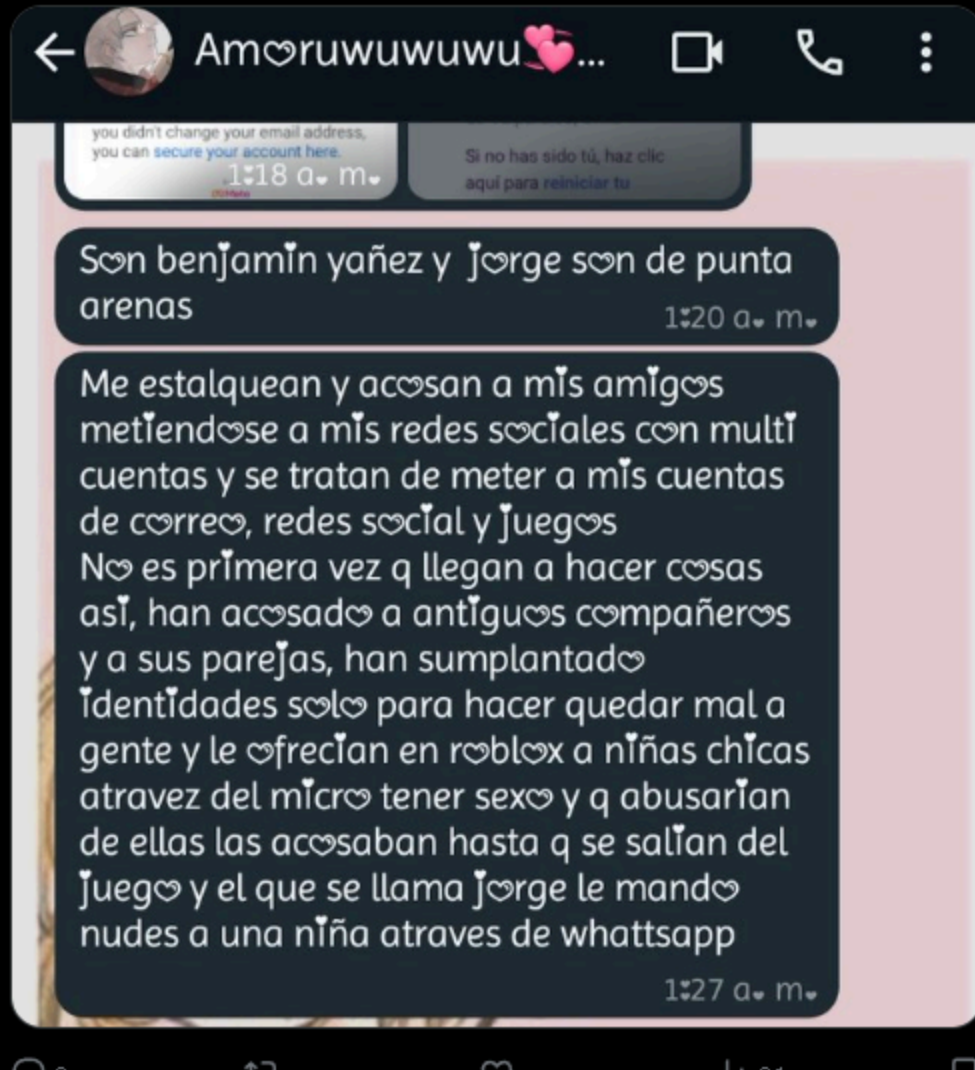 Amoruwuwuwu💕...
you didn't change your email address,
you can secure your account here.
1:18 a. m.
Si no has sido tú, haz clic
aquí para reiniciar tu
Son benjamin yañez y jorge son de punta
arenas
1:20 a. m.
Me estalquean y acosan a mis amigos
metiendose a mis redes sociales con multi
cuentas y se tratan de meter a mis cuentas
de correo, redes social y juegos
No es primera vez q llegan a hacer cosas
así, han acosado a antiguos compañeros
y a sus parejas, han sumplantado
identidades solo para hacer quedar mal a
gente y le ofrecian en roblox a niñas chicas
atravez del micro tener sexo y q abusarian
de ellas las acosaban hasta q se salian del
juego y el que se llama jorge le mando
nudes a una niña atraves de whattsapp
1:27 a. m.